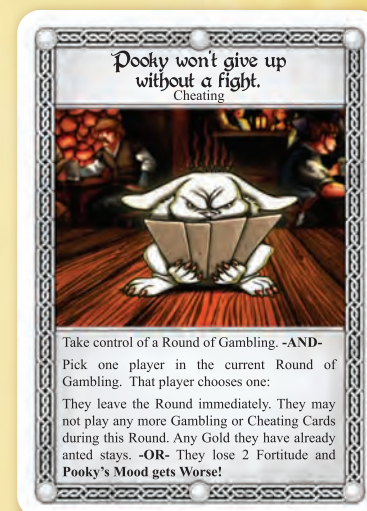 Pooky won't give up
without a fight.
Cheating
Take control of a Round of Gambling. -AND-
Pick one player in the current Round of
Gambling. That player chooses one:
They leave the Round immediately. They may
not play any more Gambling or Cheating Cards
during this Round. Any Gold they have already
anted stays. -OR- They lose 2 Fortitude and
Pooky's Mood gets Worse!